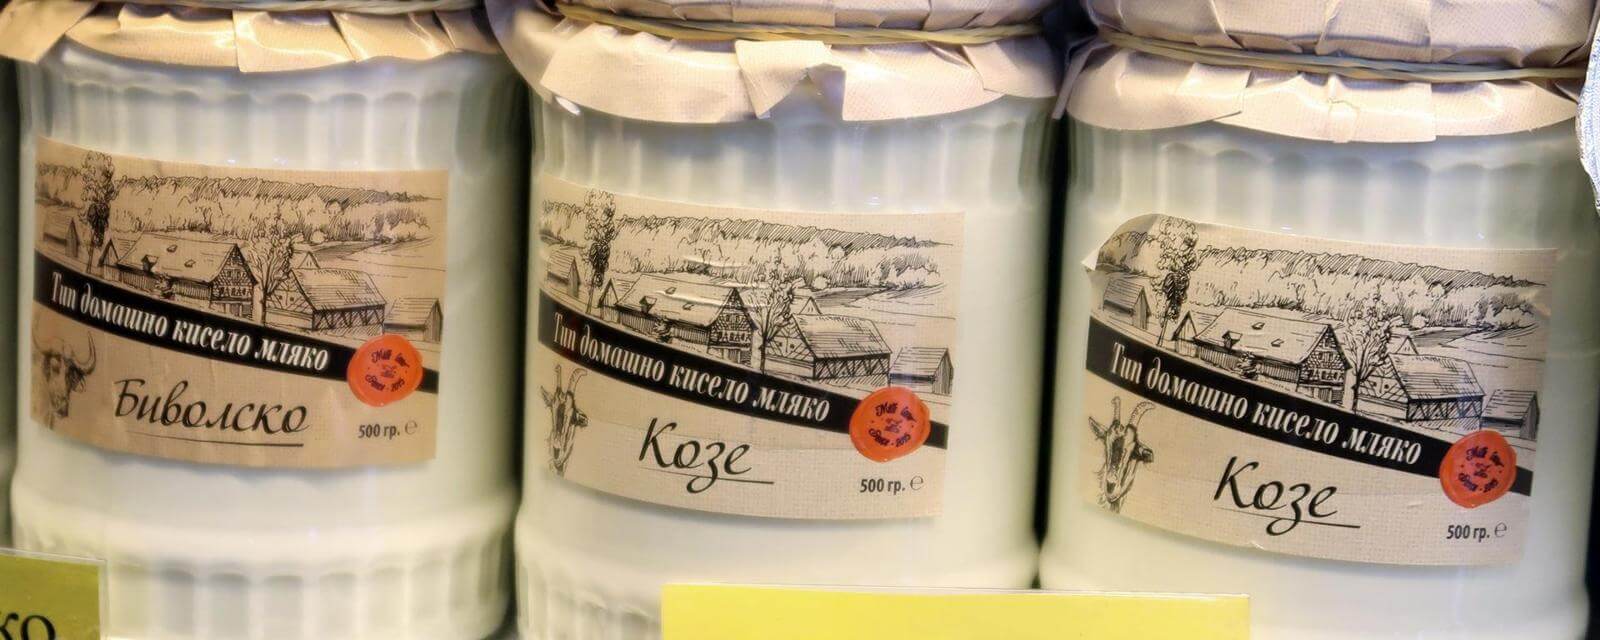 Тип домашно кисело мляко
Биволско
500 гр. ℮
Тип домашно кисело мляко
Козе
500 гр. ℮
Тип домашно кисело мляко
Козе
500 гр. ℮
ко